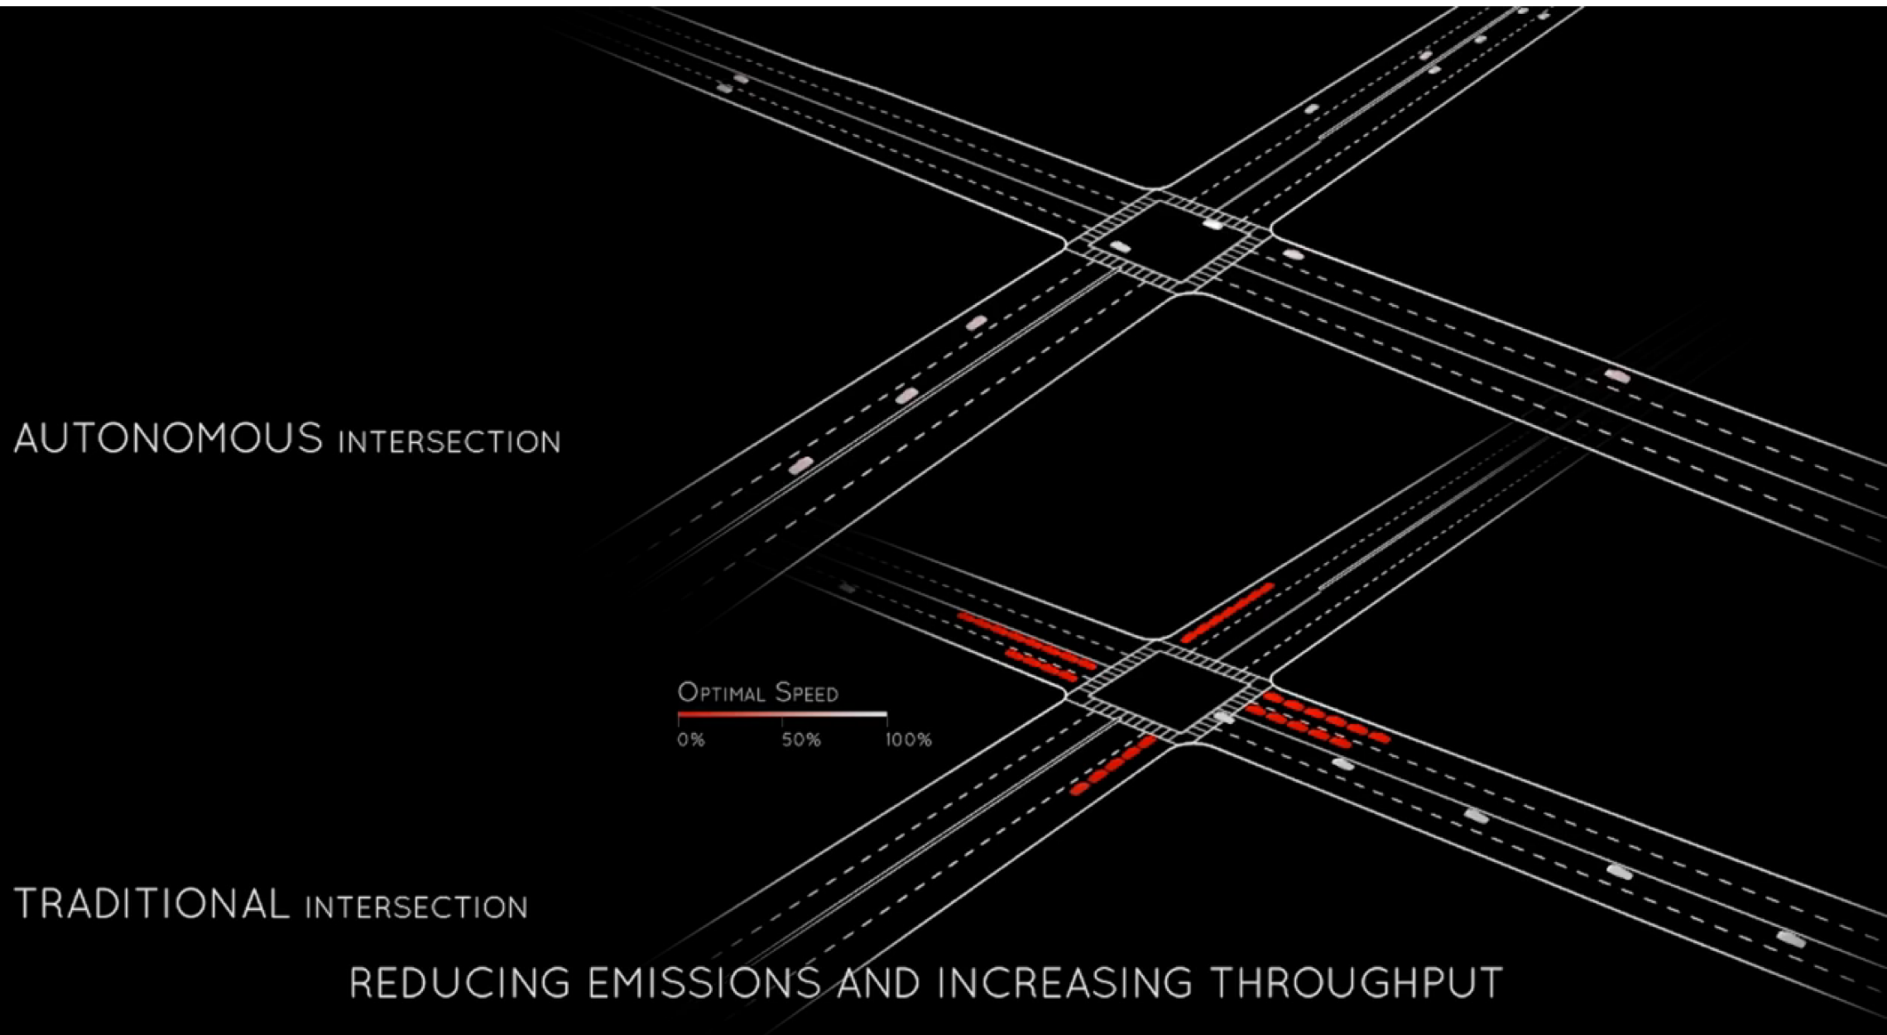 AUTONOMOUS INTERSECTION
OPTIMAL SPEED
0% 50% 100%
TRADITIONAL INTERSECTION
REDUCING EMISSIONS AND INCREASING THROUGHPUT